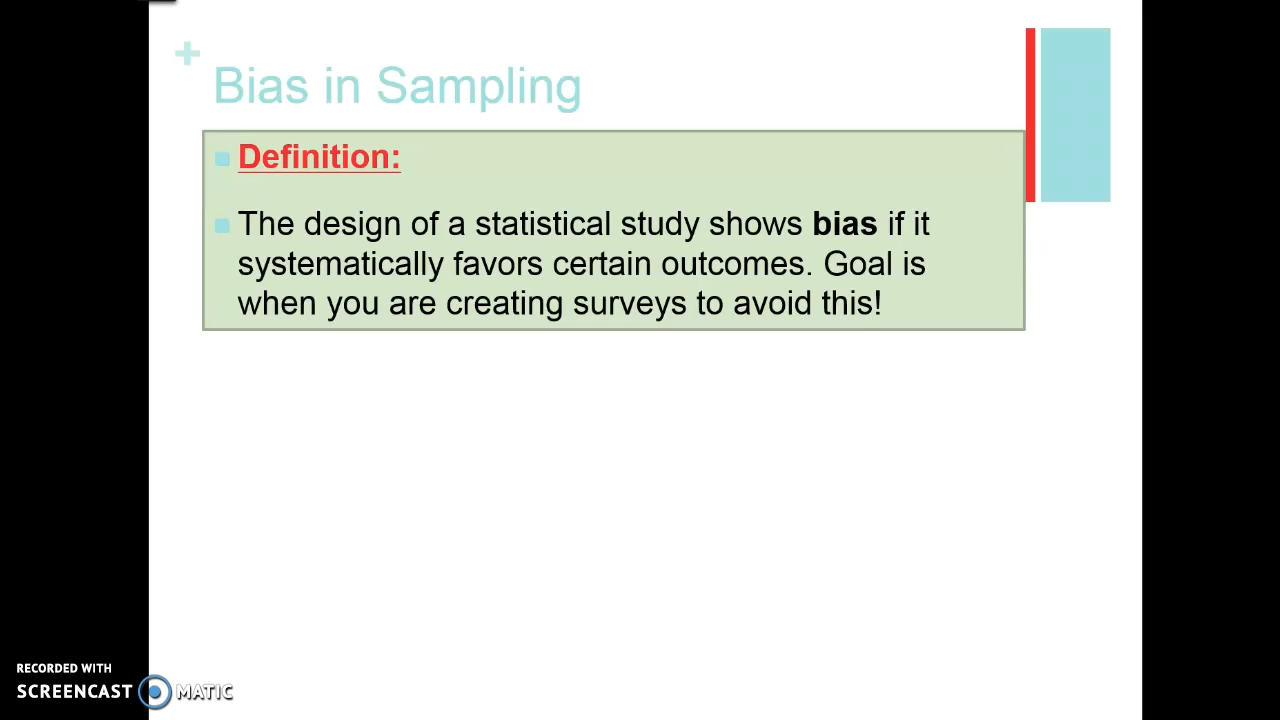 +
Bias in Sampling
Definition:
The design of a statistical study shows bias if it
systematically favors certain outcomes. Goal is
when you are creating surveys to avoid this!
RECORDED WITH
SCREENCAST MATIC